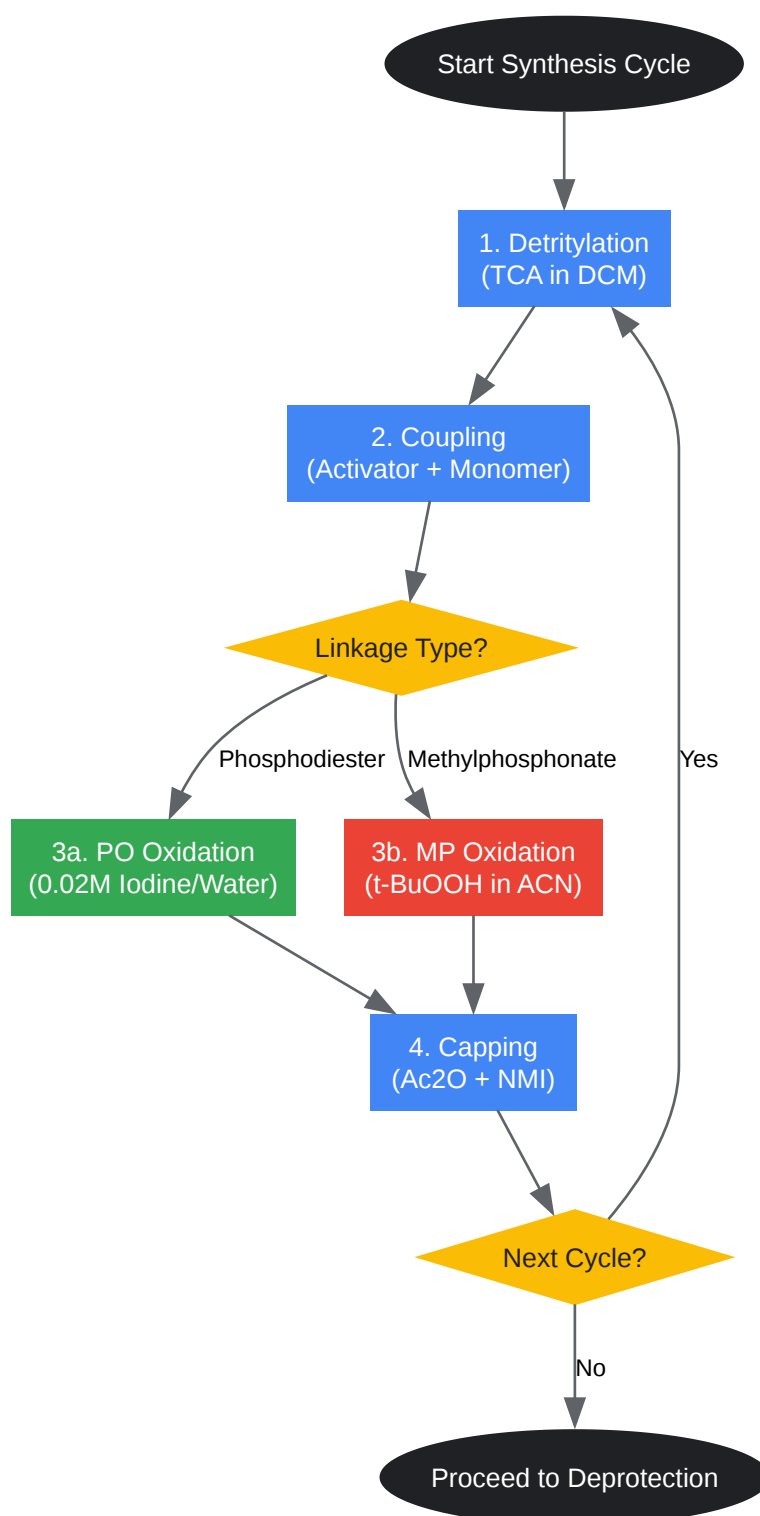 Start Synthesis Cycle
1. Detritylation
(TCA in DCM)
2. Coupling
(Activator + Monomer)
Linkage Type?
Phosphodiester
Methylphosphonate
Yes
3a. PO Oxidation
(0.02M Iodine/Water)
3b. MP Oxidation
(t-BuOOH in ACN)
4. Capping
(Ac2O + NMI)
Next Cycle?
No
Proceed to Deprotection